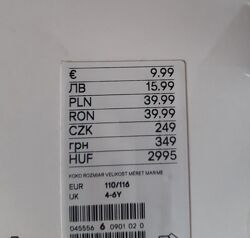 € 9.99
ЛВ 15.99
PLN 39.99
RON 39.99
CZK 249
грн 349
HUF 2995
KOKO ROZMIAR VELIKOST MÉRET MARIME
EUR 110/116
UK 4-6Y
045556 6 0901 02 0